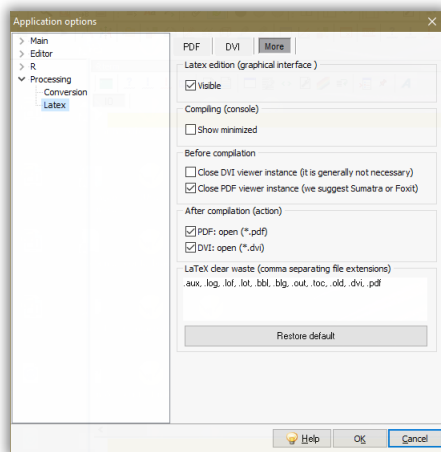 Application options
Main
Editor
R
Processing
Conversion
Latex
PDF DVI More
Latex edition (graphical interface )
Visible
Compiling (console)
Show minimized
Before compilation
Close DVI viewer instance (it is generally not necessary)
Close PDF viewer instance (we suggest Sumatra or Foxit)
After compilation (action)
PDF: open (*.pdf)
DVI: open (*.dvi)
LaTeX clear waste (comma separating file extensions)
.aux, .log, .lof, .lot, .bbl, .blg, .out, .toc, .old, .dvi, .pdf
Restore default
Help OK Cancel